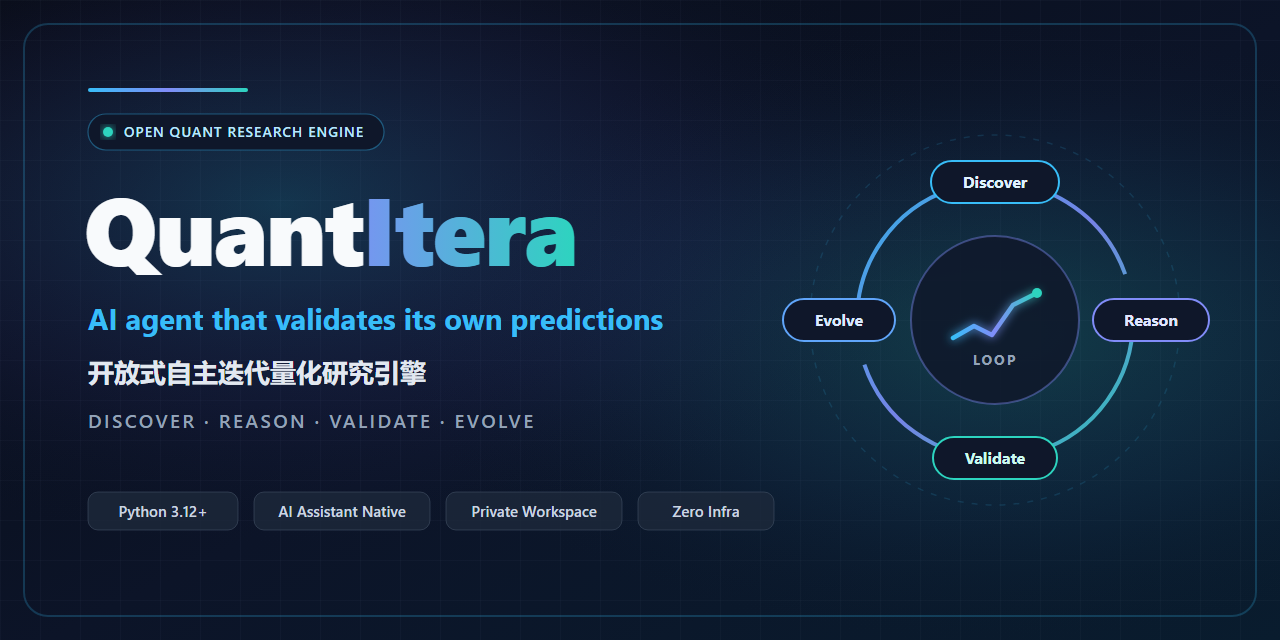 OPEN QUANT RESEARCH ENGINE
QuantItera
AI agent that validates its own predictions
开放式自主迭代量化研究引擎
DISCOVER · REASON · VALIDATE · EVOLVE
Python 3.12+
AI Assistant Native
Private Workspace
Zero Infra
Discover
Evolve
Reason
LOOP
Validate